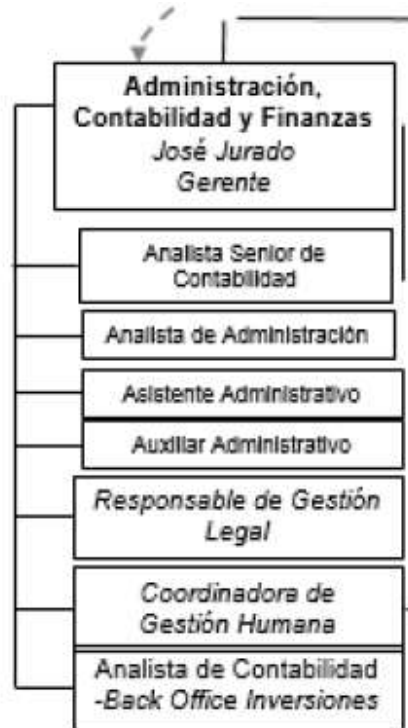 Administración,
Contabilidad y Finanzas
José Jurado
Gerente
Analista Senior de
Contabilidad
Analista de Administración
Asistente Administrativo
Auxiliar Administrativo
Responsable de Gestión
Legal
Coordinadora de
Gestión Humana
Analista de Contabilidad
-Back Office Inversiones